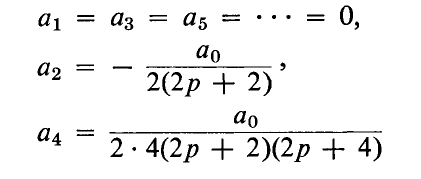 a₁ = a₃ = a₅ = ··· = 0,
a₂ = − a₀ / 2(2p + 2) ,
a₄ = a₀ / 2 · 4(2p + 2)(2p + 4)